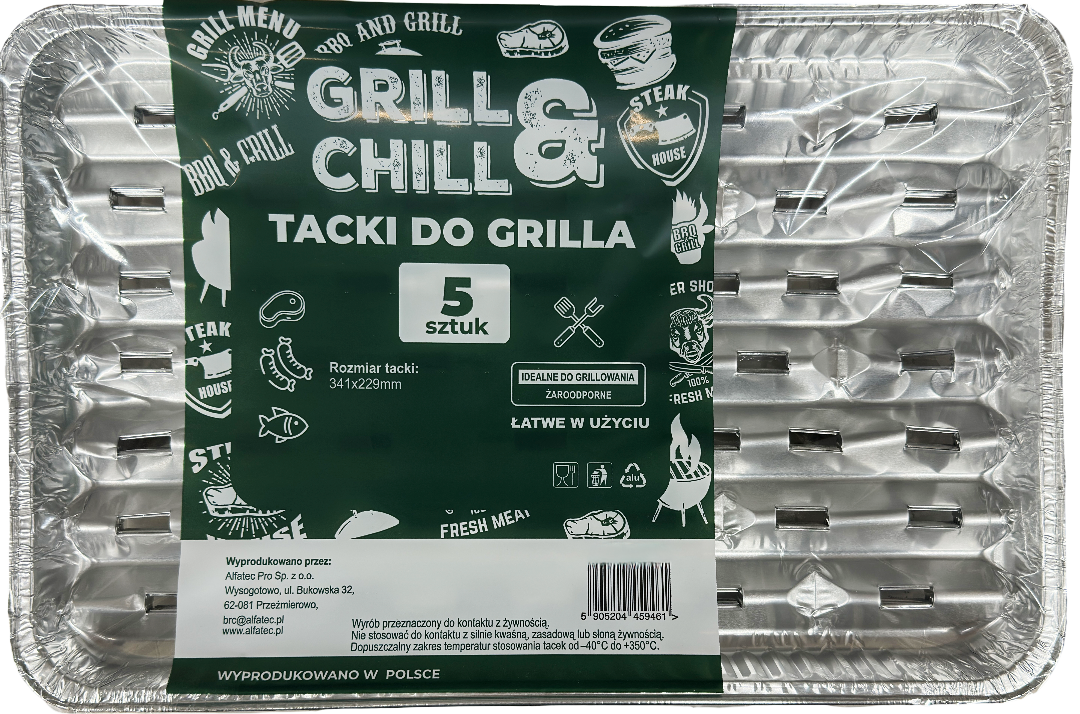 GRILL MENU
BBQ AND GRILL
GRILL &
CHILL
STEAK
HOUSE
BBQ & GRILL
TACKI DO GRILLA
BBQ
GRILL
5
sztuk
ER SHO
STEAK
HOUSE
Rozmiar tacki:
341x229mm
IDEALNE DO GRILLOWANIA
ŻAROODPORNE
100%
FRESH M
ŁATWE W UŻYCIU
alu
FRESH MEAT
Wyprodukowano przez:
Alfatec Pro Sp. z o.o.
Wysogotowo, ul. Bukowska 32,
62-081 Przeźmierowo,
brc@alfatec.pl
www.alfatec.pl
5 905204 459461 >
Wyrób przeznaczony do kontaktu z żywnością.
Nie stosować do kontaktu z silnie kwaśną, zasadową lub słoną żywnością.
Dopuszczalny zakres temperatur stosowania tacek od –40°C do +350°C.
WYPRODUKOWANO W POLSCE